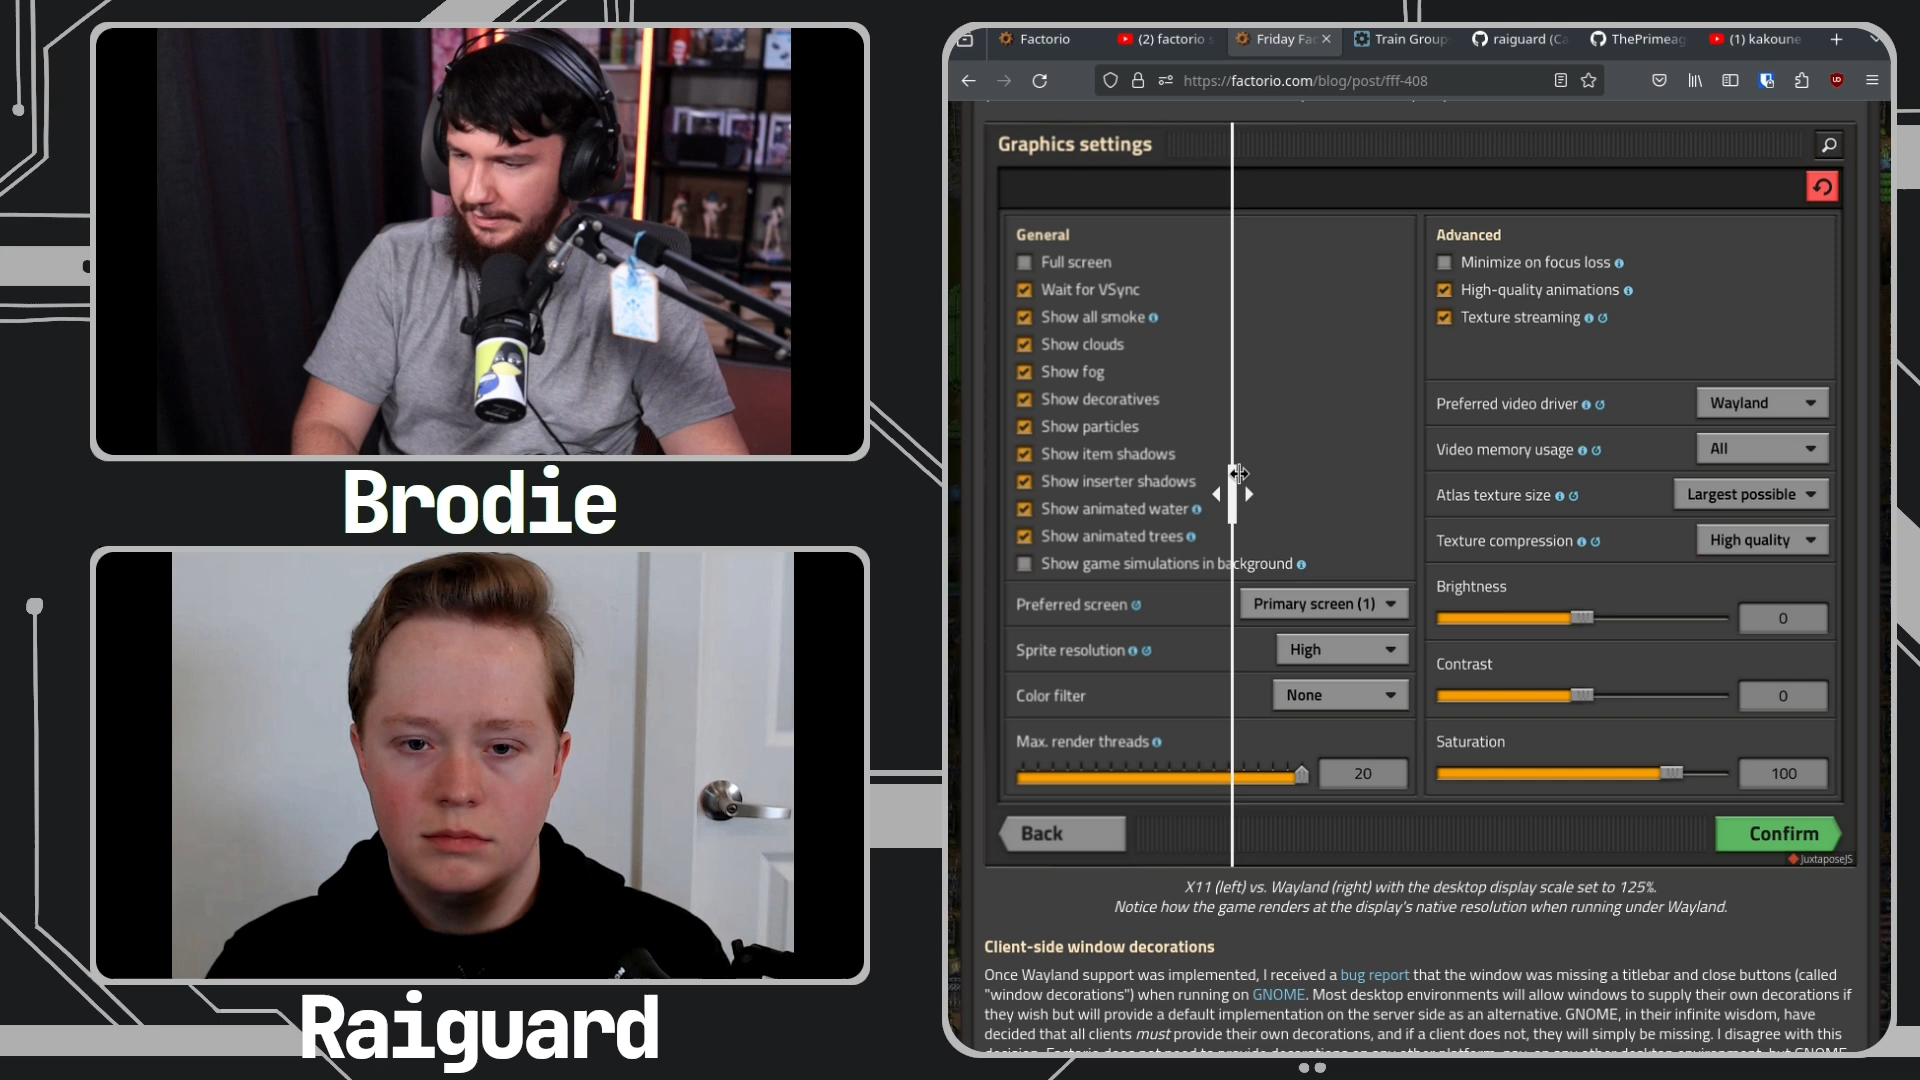 Brodie
Raiguard
Factorio
(2) factorio s
Friday Fac
Train Group
raiguard (Ca
ThePrimeag
(1) kakoune
https://factorio.com/blog/post/fff-408
Graphics settings
General
Full screen
Wait for VSync
Show all smoke
Show clouds
Show fog
Show decoratives
Show particles
Show item shadows
Show inserter shadows
Show animated water
Show animated trees
Show game simulations in background
Preferred screen
Primary screen (1)
Sprite resolution
High
Color filter
None
Max. render threads
20
Advanced
Minimize on focus loss
High-quality animations
Texture streaming
Preferred video driver
Wayland
Video memory usage
All
Atlas texture size
Largest possible
Texture compression
High quality
Brightness
0
Contrast
0
Saturation
100
Back
Confirm
JuxtaposeJS
X11 (left) vs. Wayland (right) with the desktop display scale set to 125%.
Notice how the game renders at the display's native resolution when running under Wayland.
Client-side window decorations
Once Wayland support was implemented, I received a bug report that the window was missing a titlebar and close buttons (called
"window decorations") when running on GNOME. Most desktop environments will allow windows to supply their own decorations if
they wish but will provide a default implementation on the server side as an alternative. GNOME, in their infinite wisdom, have
decided that all clients must provide their own decorations, and if a client does not, they will simply be missing. I disagree with this